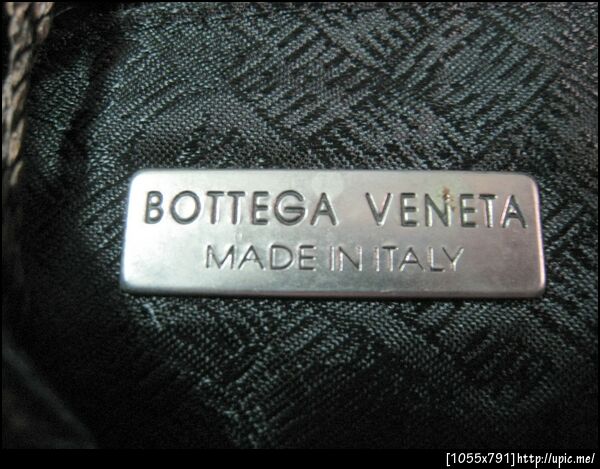 BOTTEGA VENETA
MADE IN ITALY
[1055x791]http://upic.me/